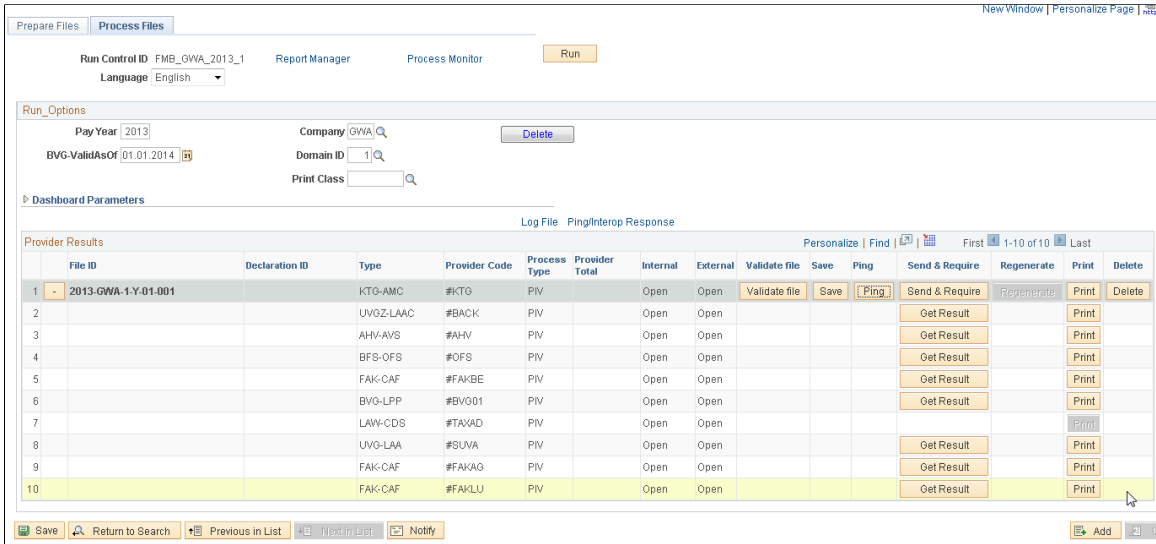 New Window | Personalize Page |
Prepare Files Process Files
Run Control ID FMB_GWA_2013_1 Report Manager Process Monitor Run
Language English
Run_Options
Pay Year 2013 Company GWA Delete
BVG-ValidAsOf 01.01.2014 Domain ID 1
Print Class
Dashboard Parameters
Log File Ping/Interop Response
Provider Results Personalize | Find | | First 1-10 of 10 Last
File ID Declaration ID Type Provider Code Process Type Provider Total Internal External Validate file Save Ping Send & Require Regenerate Print Delete
1 - 2013-GWA-1-Y-01-001 KTG-AMC #KTG PIV Open Open Validate file Save Ping Send & Require Regenerate Print Delete
2 UVGZ-LAAC #BACK PIV Open Open Get Result Print
3 AHV-AVS #AHV PIV Open Open Get Result Print
4 BFS-OFS #OFS PIV Open Open Get Result Print
5 FAK-CAF #FAKBE PIV Open Open Get Result Print
6 BVG-LPP #BVG01 PIV Open Open Get Result Print
7 LAW-CDS #TAXAD PIV Open Open Print
8 UVG-LAA #SUVA PIV Open Open Get Result Print
9 FAK-CAF #FAKAG PIV Open Open Get Result Print
10 FAK-CAF #FAKLU PIV Open Open Get Result Print
Save Return to Search Previous in List Next in List Notify Add